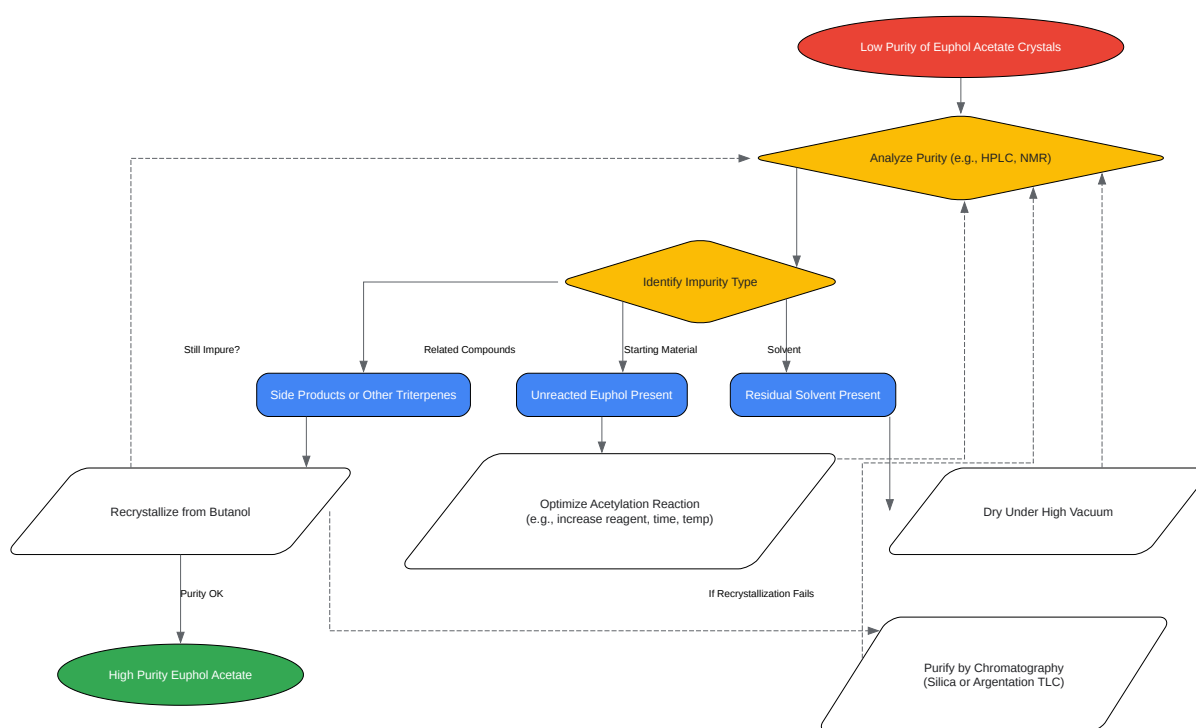 Low Purity of Euphol Acetate Crystals
Analyze Purity (e.g., HPLC, NMR)
Identify Impurity Type
Still Impure?
Related Compounds
Starting Material
Solvent
Side Products or Other Triterpenes
Unreacted Euphol Present
Residual Solvent Present
Recrystallize from Butanol
Optimize Acetylation Reaction
(e.g., increase reagent, time, temp)
Dry Under High Vacuum
Purity OK
If Recrystallization Fails
High Purity Euphol Acetate
Purify by Chromatography
(Silica or Argentation TLC)